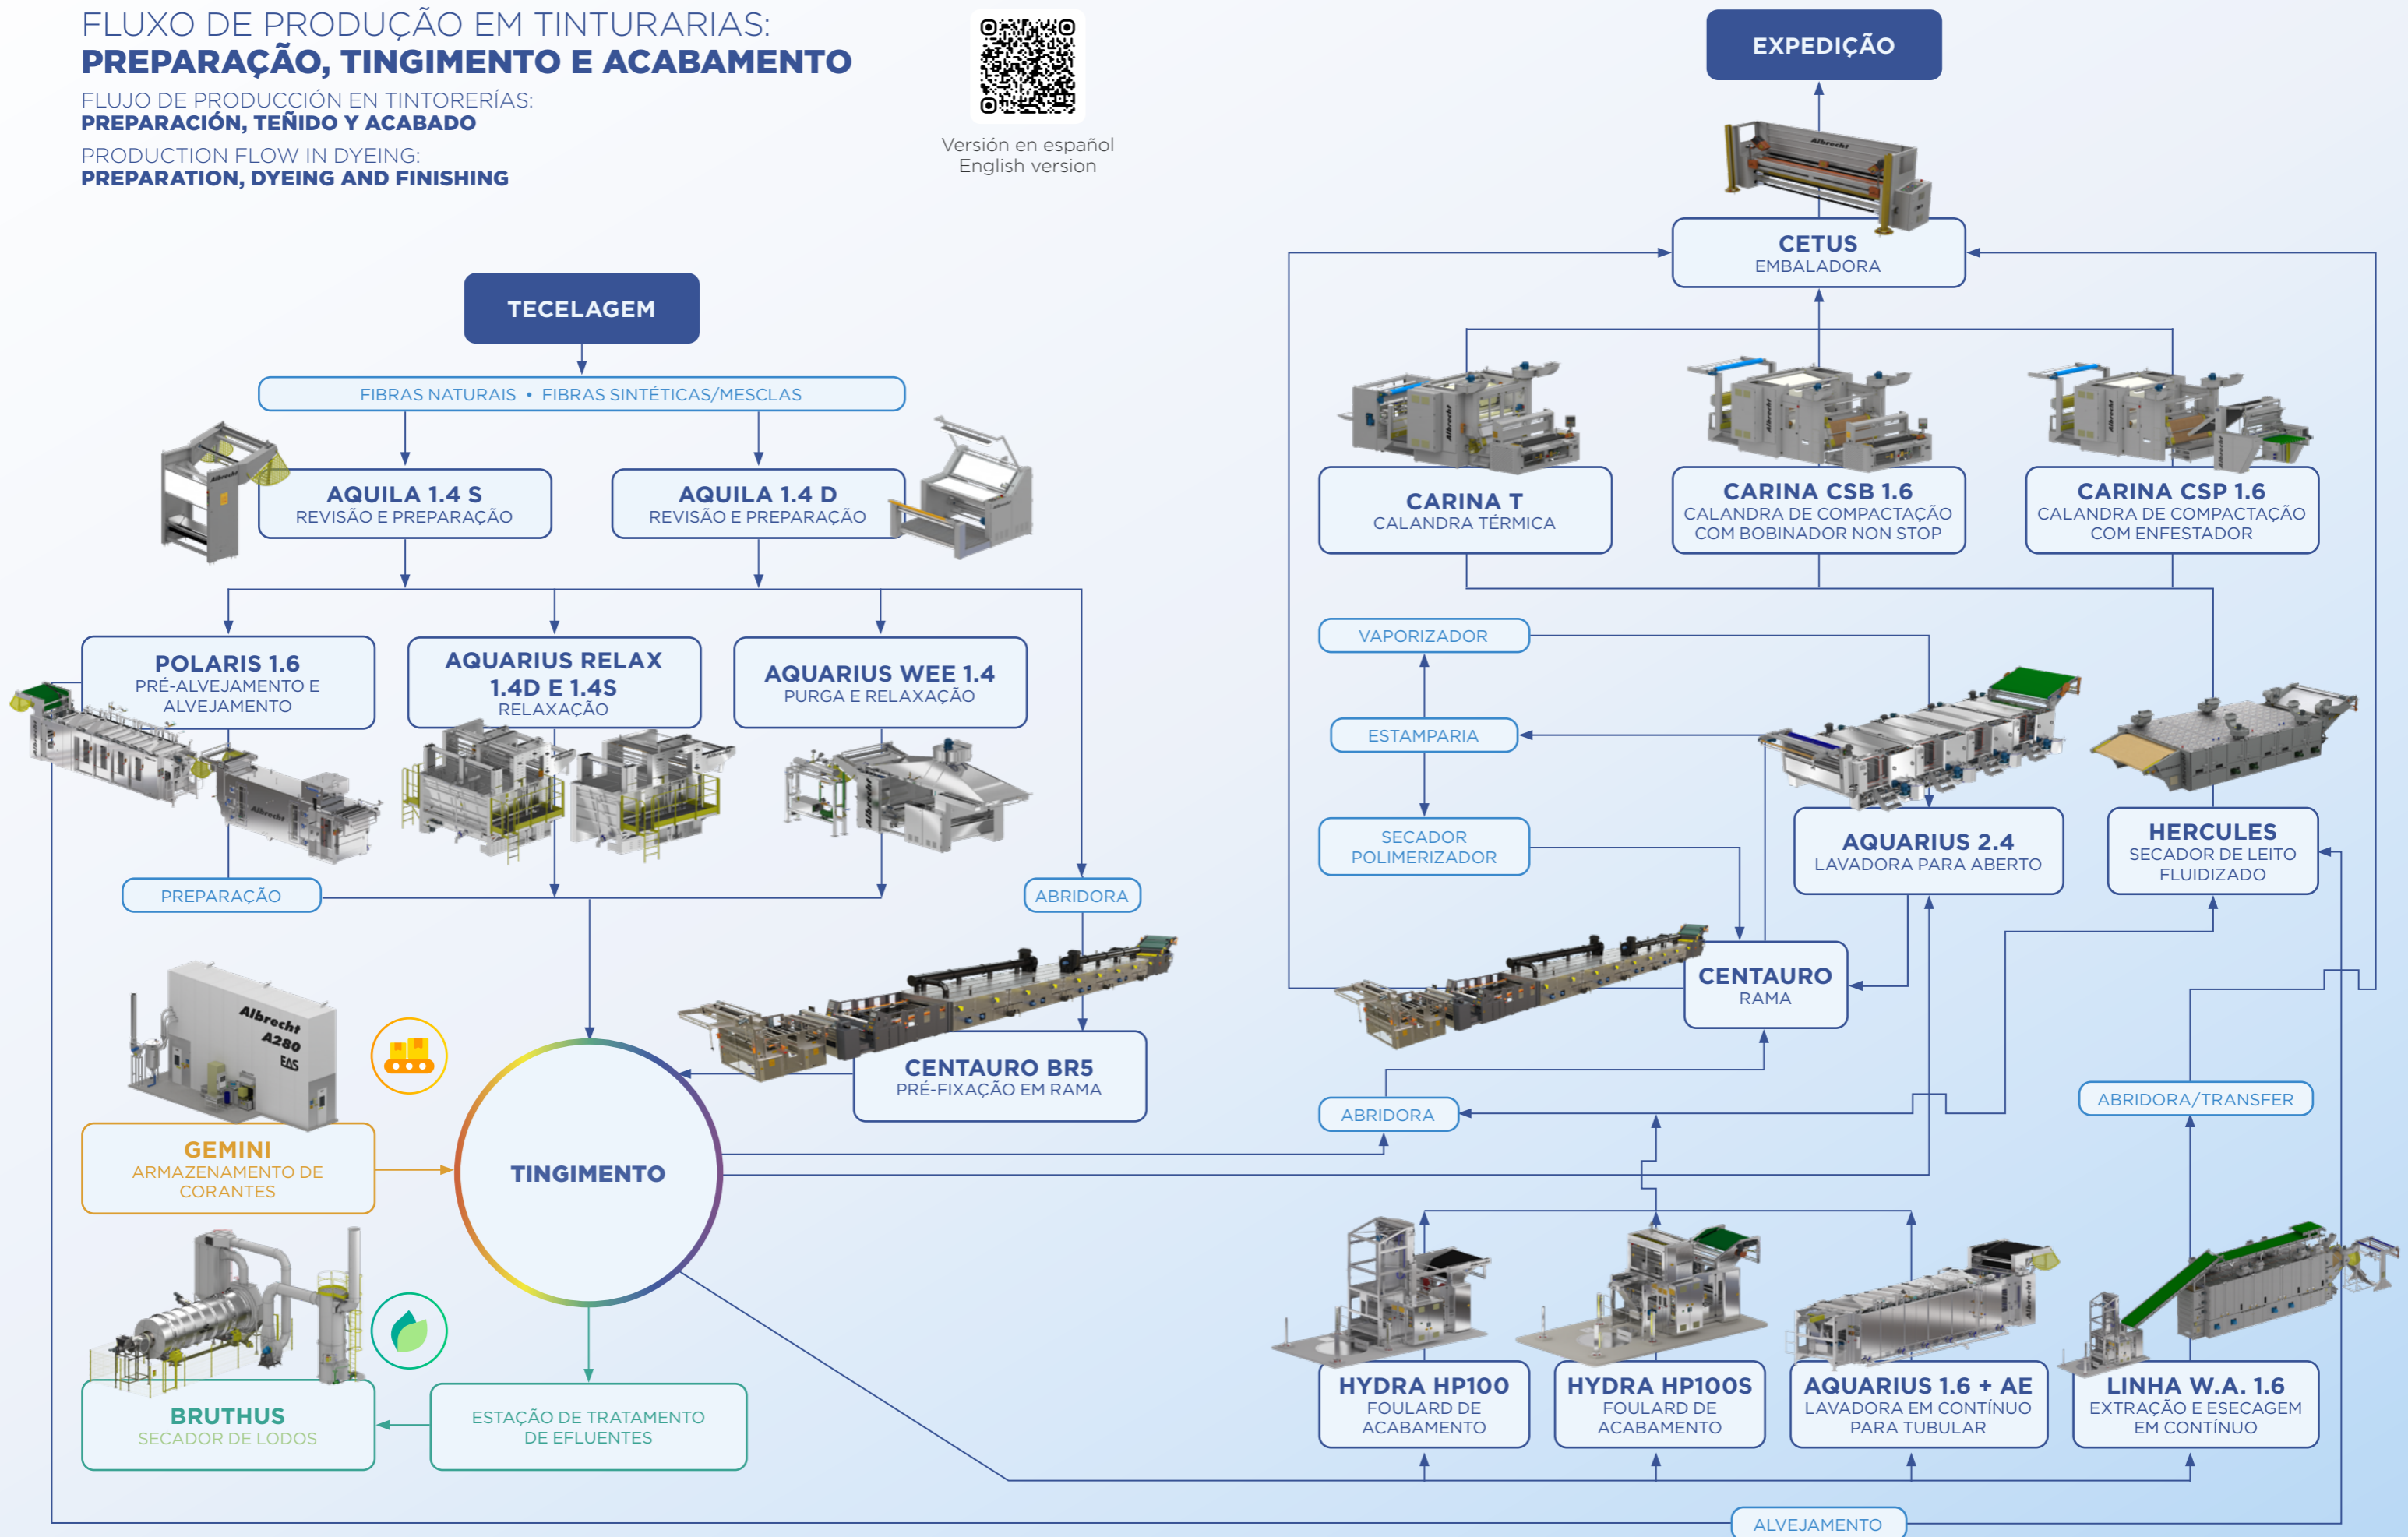 FLUXO DE PRODUÇÃO EM TINTURARIAS:
PREPARAÇÃO, TINGIMENTO E ACABAMENTO
FLUJO DE PRODUCCIÓN EN TINTORERÍAS:
PREPARACIÓN, TEÑIDO Y ACABADO
PRODUCTION FLOW IN DYEING:
PREPARATION, DYEING AND FINISHING
Versión en español
English version
TECELAGEM
FIBRAS NATURAIS • FIBRAS SINTÉTICAS/MESCLAS
AQUILA 1.4 S
REVISÃO E PREPARAÇÃO
AQUILA 1.4 D
REVISÃO E PREPARAÇÃO
POLARIS 1.6
PRÉ-ALVEJAMENTO E
ALVEJAMENTO
AQUARIUS RELAX
1.4D E 1.4S
RELAXAÇÃO
AQUARIUS WEE 1.4
PURGA E RELAXAÇÃO
PREPARAÇÃO
ABRIDORA
Albrecht
A280
EAS
CENTAURO BR5
PRÉ-FIXAÇÃO EM RAMA
GEMINI
ARMAZENAMENTO DE
CORANTES
TINGIMENTO
BRUTHUS
SECADOR DE LODOS
ESTAÇÃO DE TRATAMENTO
DE EFLUENTES
EXPEDIÇÃO
Albrecht
CETUS
EMBALADORA
Albrecht
Albrecht
Albrecht
CARINA T
CALANDRA TÉRMICA
CARINA CSB 1.6
CALANDRA DE COMPACTAÇÃO
COM BOBINADOR NON STOP
CARINA CSP 1.6
CALANDRA DE COMPACTAÇÃO
COM ENFESTADOR
VAPORIZADOR
ESTAMPARIA
SECADOR
POLIMERIZADOR
AQUARIUS 2.4
LAVADORA PARA ABERTO
HERCULES
SECADOR DE LEITO
FLUIDIZADO
CENTAURO
RAMA
ABRIDORA
ABRIDORA/TRANSFER
HYDRA HP100
FOULARD DE
ACABAMENTO
HYDRA HP100S
FOULARD DE
ACABAMENTO
AQUARIUS 1.6 + AE
LAVADORA EM CONTÍNUO
PARA TUBULAR
LINHA W.A. 1.6
EXTRAÇÃO E ESECAGEM
EM CONTÍNUO
ALVEJAMENTO